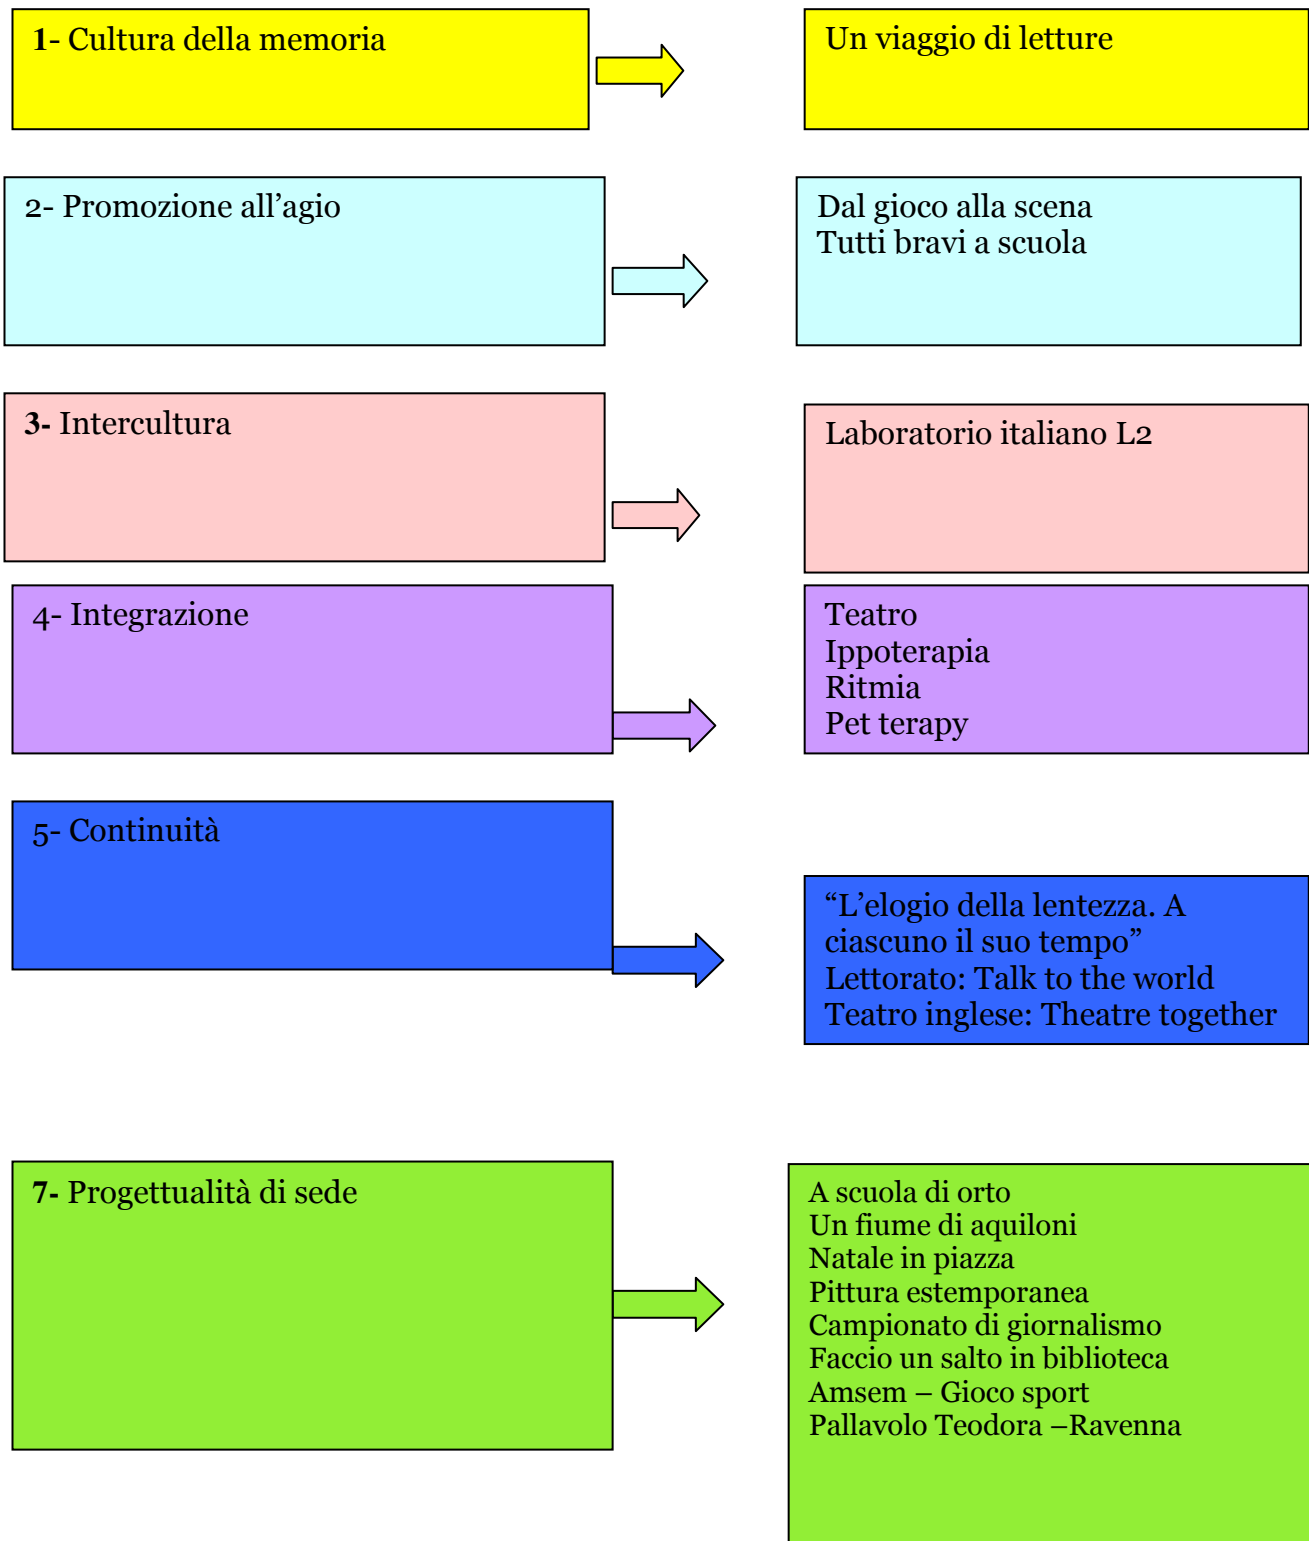 1- Cultura della memoria
Un viaggio di letture
2- Promozione all'agio
Dal gioco alla scena
Tutti bravi a scuola
3- Intercultura
Laboratorio italiano L2
4- Integrazione
Teatro
Ippoterapia
Ritmia
Pet terapy
5- Continuità
“L’elogio della lentezza. A
ciascuno il suo tempo”
Lettorato: Talk to the world
Teatro inglese: Theatre together
7- Progettualità di sede
A scuola di orto
Un fiume di aquiloni
Natale in piazza
Pittura estemporanea
Campionato di giornalismo
Faccio un salto in biblioteca
Amsem – Gioco sport
Pallavolo Teodora –Ravenna